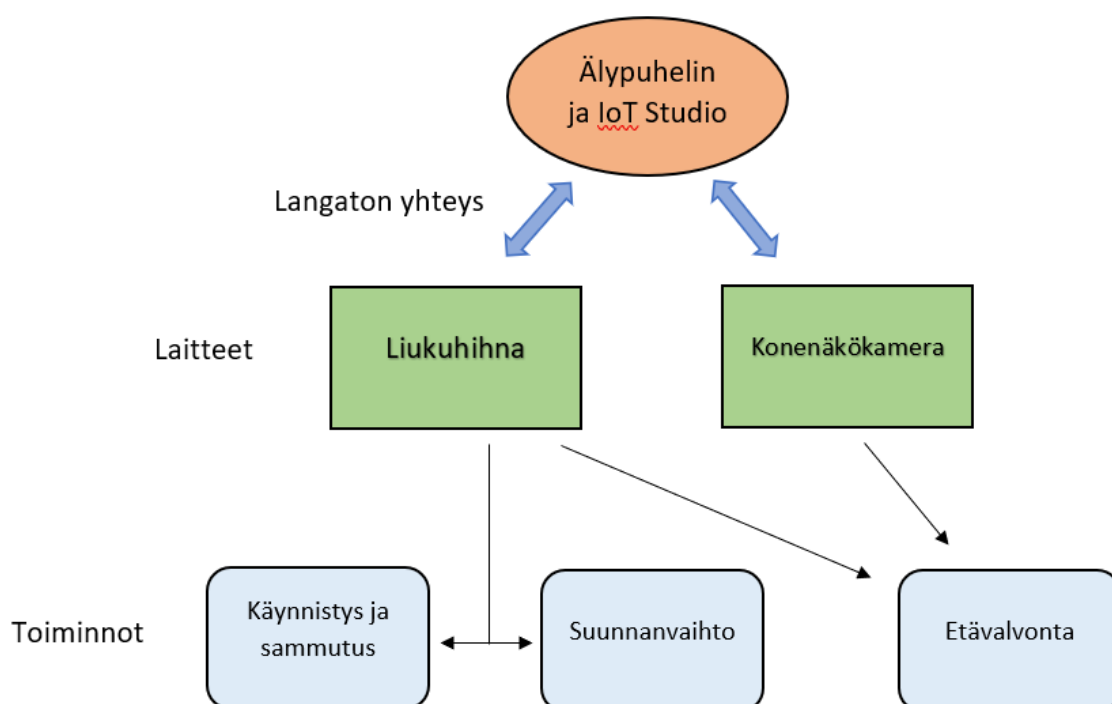 Älypuhelin
ja IoT Studio
Langaton yhteys
Laitteet
Liukuhihna
Konenäkökamera
Toiminnot
Käynnistys ja
sammutus
Suunnanvaihto
Etävalvonta